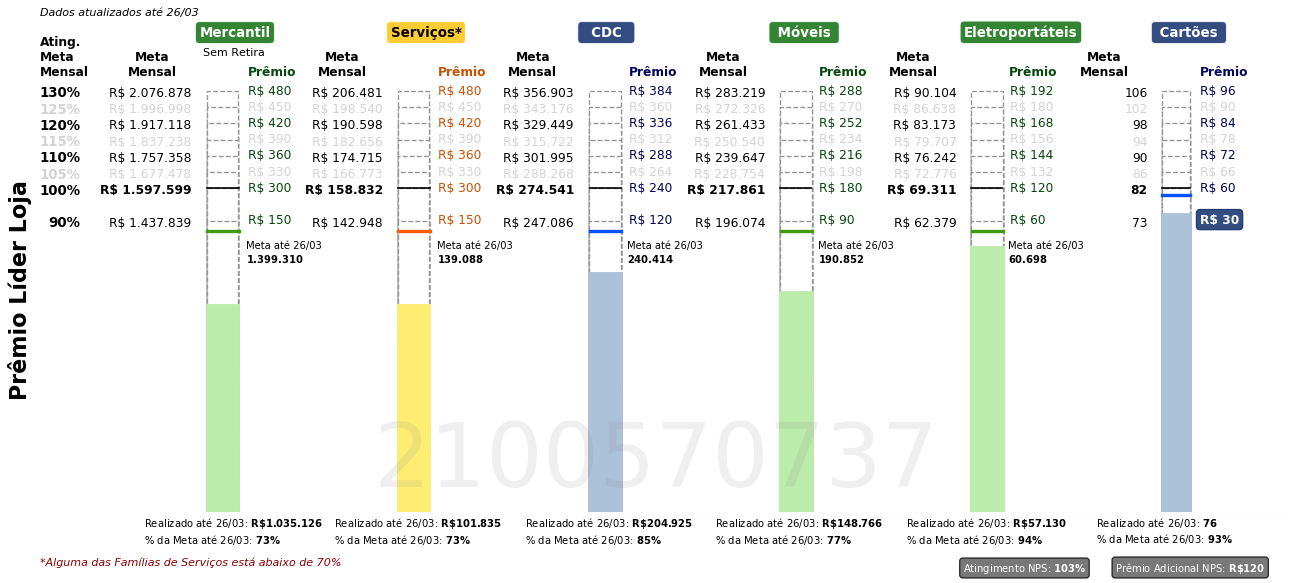 Dados atualizados até 26/03
Mercantil Serviços* CDC Móveis Eletroportáteis Cartões
Sem Retira
Ating. Meta Mensal
Meta Mensal Prêmio Meta Mensal Prêmio Meta Mensal Prêmio Meta Mensal Prêmio Meta Mensal Prêmio Meta Mensal Prêmio
130% R$ 2.076.878 R$ 480 R$ 206.481 R$ 480 R$ 356.903 R$ 384 R$ 283.219 R$ 288 R$ 90.104 R$ 192 106 R$ 96
125% R$ 1.996.998 R$ 450 R$ 198.540 R$ 450 R$ 343.176 R$ 360 R$ 272.326 R$ 270 R$ 86.638 R$ 180 102 R$ 90
120% R$ 1.917.118 R$ 420 R$ 190.598 R$ 420 R$ 329.449 R$ 336 R$ 261.433 R$ 252 R$ 83.173 R$ 168 98 R$ 84
115% R$ 1.837.238 R$ 390 R$ 182.656 R$ 390 R$ 315.722 R$ 312 R$ 250.540 R$ 234 R$ 79.707 R$ 156 94 R$ 78
110% R$ 1.757.358 R$ 360 R$ 174.715 R$ 360 R$ 301.995 R$ 288 R$ 239.647 R$ 216 R$ 76.242 R$ 144 90 R$ 72
105% R$ 1.677.478 R$ 330 R$ 166.773 R$ 330 R$ 288.268 R$ 264 R$ 228.754 R$ 198 R$ 72.776 R$ 132 86 R$ 66
100% R$ 1.597.599 R$ 300 R$ 158.832 R$ 300 R$ 274.541 R$ 240 R$ 217.861 R$ 180 R$ 69.311 R$ 120 82 R$ 60
90% R$ 1.437.839 R$ 150 R$ 142.948 R$ 150 R$ 247.086 R$ 120 R$ 196.074 R$ 90 R$ 62.379 R$ 60 73 R$ 30
Meta até 26/03 Meta até 26/03 Meta até 26/03 Meta até 26/03 Meta até 26/03
1.399.310 139.088 240.414 190.852 60.698
Prêmio Líder Loja
2100570737
Realizado até 26/03: R$1.035.126 Realizado até 26/03: R$101.835 Realizado até 26/03: R$204.925 Realizado até 26/03: R$148.766 Realizado até 26/03: R$57.130 Realizado até 26/03: 76
% da Meta até 26/03: 73% % da Meta até 26/03: 73% % da Meta até 26/03: 85% % da Meta até 26/03: 77% % da Meta até 26/03: 94% % da Meta até 26/03: 93%
*Alguma das Famílias de Serviços está abaixo de 70%
Atingimento NPS: 103% Prêmio Adicional NPS: R$120